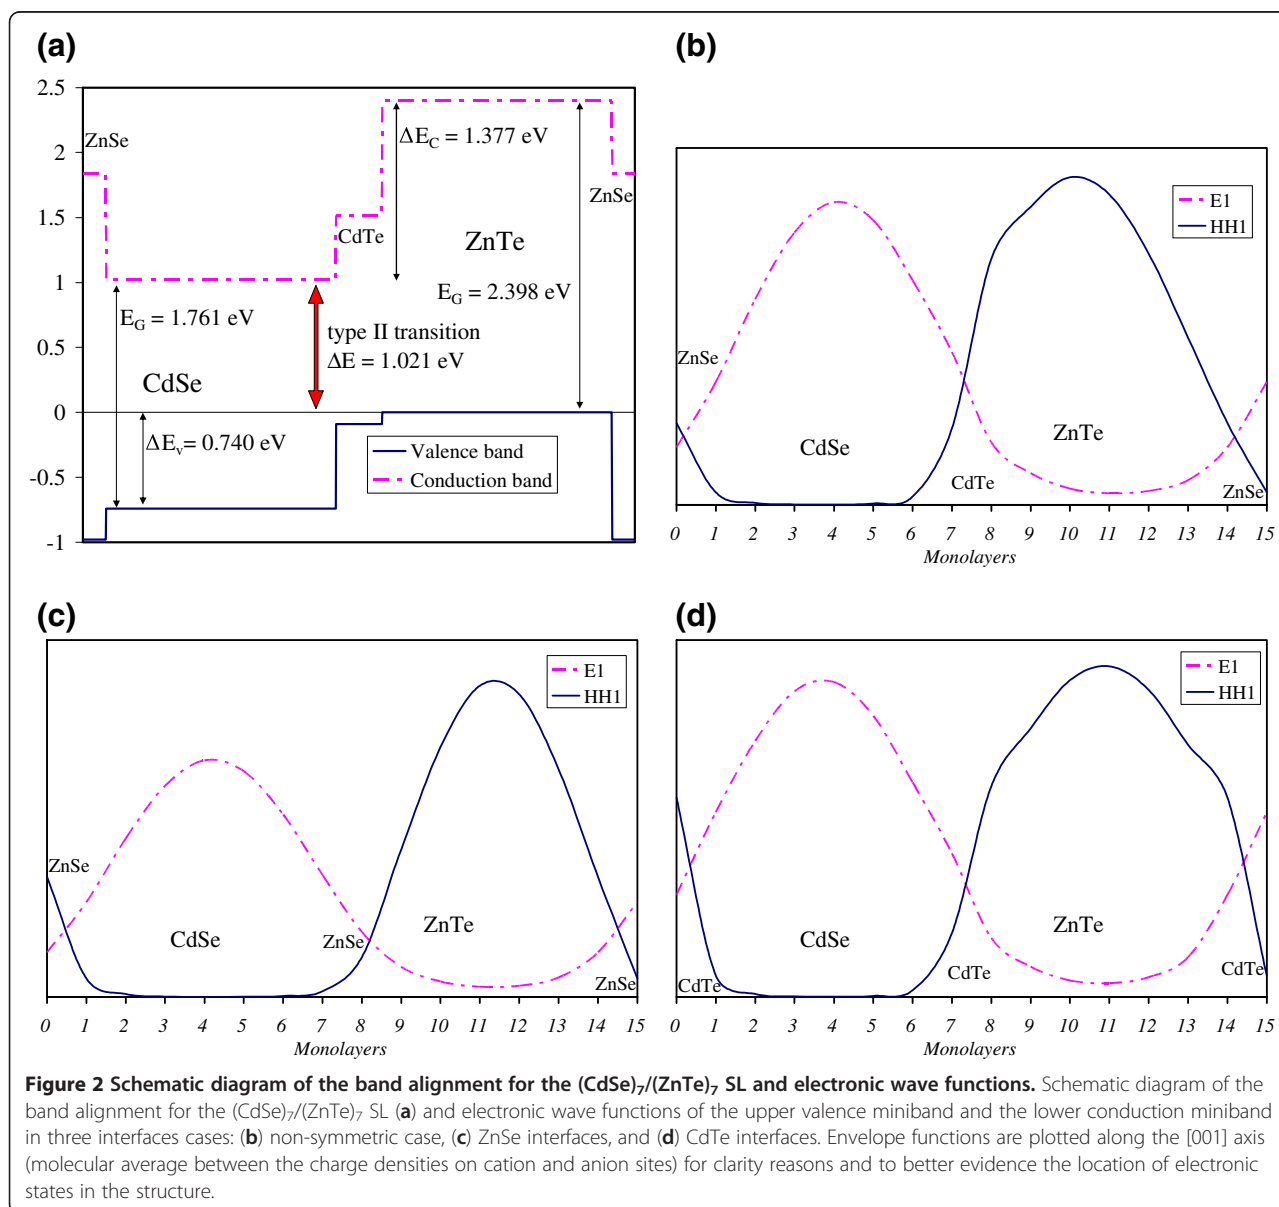 (a)
2.5
2
1.5
1
0.5
0
-0.5
-1
ZnSe
ΔE_C = 1.377 eV
ZnSe
CdTe
ZnTe
E_G = 2.398 eV
E_G = 1.761 eV
type II transition
ΔE = 1.021 eV
CdSe
ΔE_v= 0.740 eV
Valence band
Conduction band
(b)
E1
HH1
ZnSe
CdSe
ZnTe
CdTe
ZnSe
0 1 2 3 4 5 6 7 8 9 10 11 12 13 14 15
Monolayers
(c)
E1
HH1
ZnSe
CdSe
ZnSe
ZnTe
ZnSe
0 1 2 3 4 5 6 7 8 9 10 11 12 13 14 15
Monolayers
(d)
E1
HH1
CdSe
ZnTe
CdTe
CdTe
CdTe
0 1 2 3 4 5 6 7 8 9 10 11 12 13 14 15
Monolayers
Figure 2 Schematic diagram of the band alignment for the (CdSe)₇/(ZnTe)₇ SL and electronic wave functions. Schematic diagram of the
band alignment for the (CdSe)₇/(ZnTe)₇ SL (a) and electronic wave functions of the upper valence miniband and the lower conduction miniband
in three interfaces cases: (b) non-symmetric case, (c) ZnSe interfaces, and (d) CdTe interfaces. Envelope functions are plotted along the [001] axis
(molecular average between the charge densities on cation and anion sites) for clarity reasons and to better evidence the location of electronic
states in the structure.